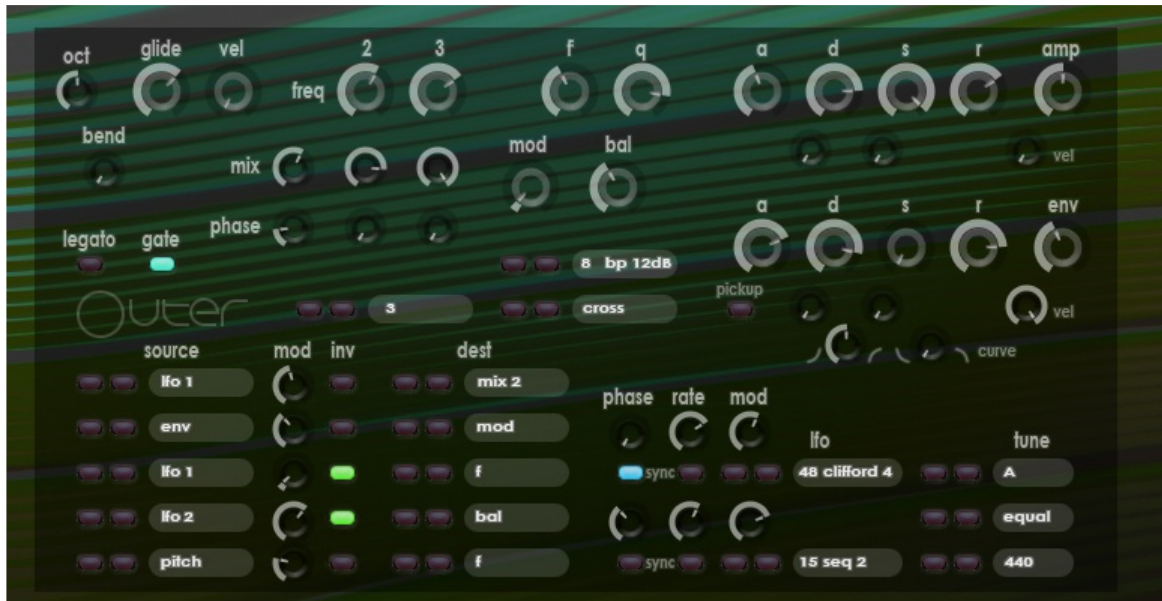 oct glide vel 2 3 f q a d s r amp
freq
bend
mix mod bal vel
phase a d s r env
legato gate
8 bp 12dB
pickup
Outer 3 cross vel
source mod inv dest curve
lfo 1 mix 2
phase rate mod
env mod lfo tune
lfo 1 f sync 48 clifford 4 A
lfo 2 bal equal
pitch f sync 15 seq 2 440